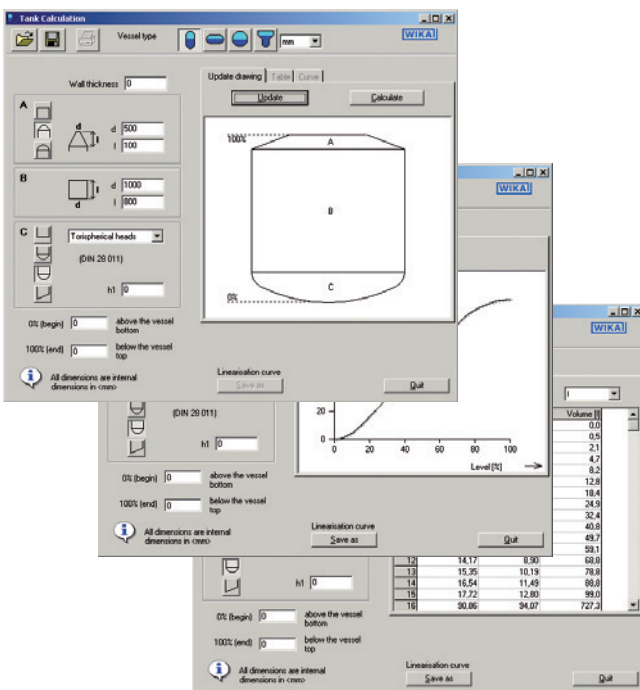 Tank Calculation
Vessel type
mm
WIKA
Wall thickness 0
Update drawing Table Curve
Update Calculate
A
d
l
d 500
l 100
B
d
l
d 1000
l 800
C
Torispherical heads
(DIN 28 011)
h1 0
100%
A
B
C
0%
0% (begin) 0 above the vessel bottom
100% (end) 0 below the vessel top
All dimensions are internal
dimensions in <mm>
Linearisation curve
Save as
Quit
WIKA
(DIN 28 011)
h1 0
20
0
0 20 40 60 80 100
Level [%]
0% (begin) 0 above the vessel bottom
100% (end) 0 below the vessel top
All dimensions are internal
dimensions in <mm>
Linearisation curve
Save as
Quit
WIKA
l
Volume [l]
0,0
0,5
2,1
4,7
8,2
12,8
18,4
24,9
32,4
40,8
49,7
59,1
12 14,17 8,90 68,8
13 15,35 10,19 78,8
14 16,54 11,49 88,8
15 17,72 12,80 99,0
16 90,86 94,07 727,3
h1 0
0% (begin) 0 above the vessel bottom
100% (end) 0 below the vessel top
All dimensions are internal
dimensions in <mm>
Linearisation curve
Save as
Quit